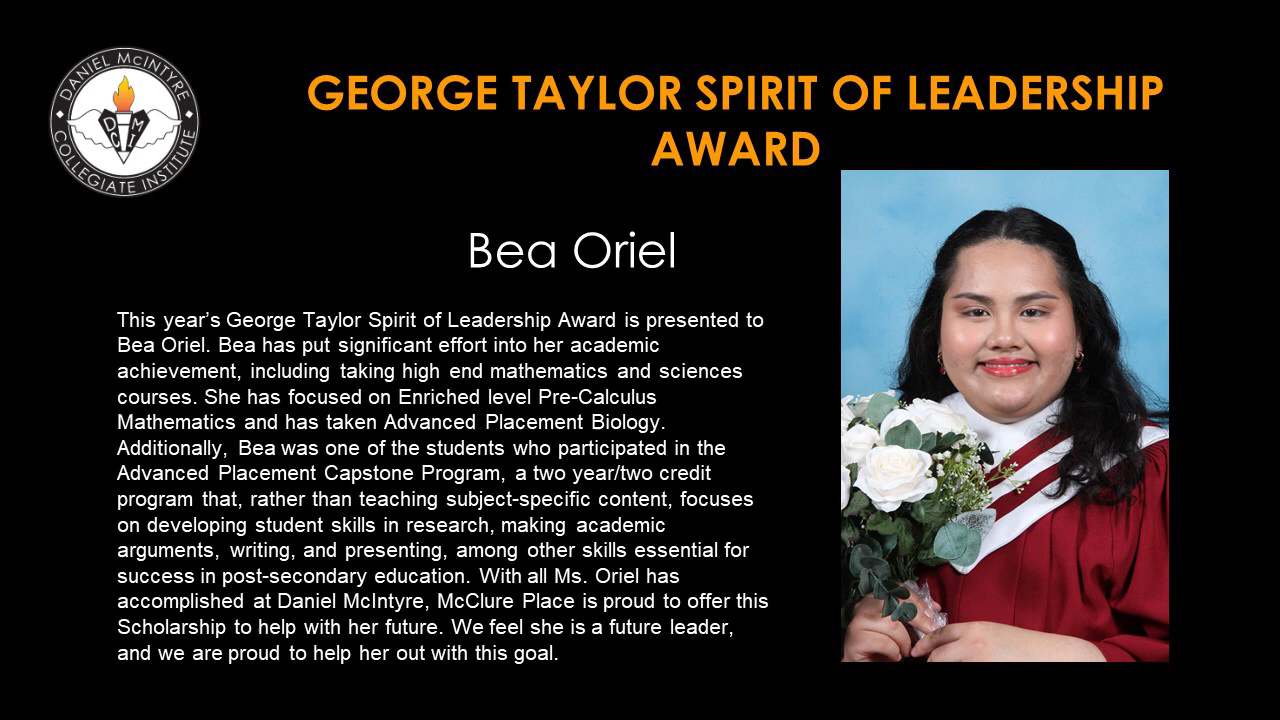 DANIEL McINTYRE
COLLEGIATE INSTITUTE
D M
C I
GEORGE TAYLOR SPIRIT OF LEADERSHIP
AWARD
Bea Oriel
This year’s George Taylor Spirit of Leadership Award is presented to
Bea Oriel. Bea has put significant effort into her academic
achievement, including taking high end mathematics and sciences
courses. She has focused on Enriched level Pre-Calculus
Mathematics and has taken Advanced Placement Biology.
Additionally, Bea was one of the students who participated in the
Advanced Placement Capstone Program, a two year/two credit
program that, rather than teaching subject-specific content, focuses
on developing student skills in research, making academic
arguments, writing, and presenting, among other skills essential for
success in post-secondary education. With all Ms. Oriel has
accomplished at Daniel McIntyre, McClure Place is proud to offer this
Scholarship to help with her future. We feel she is a future leader,
and we are proud to help her out with this goal.